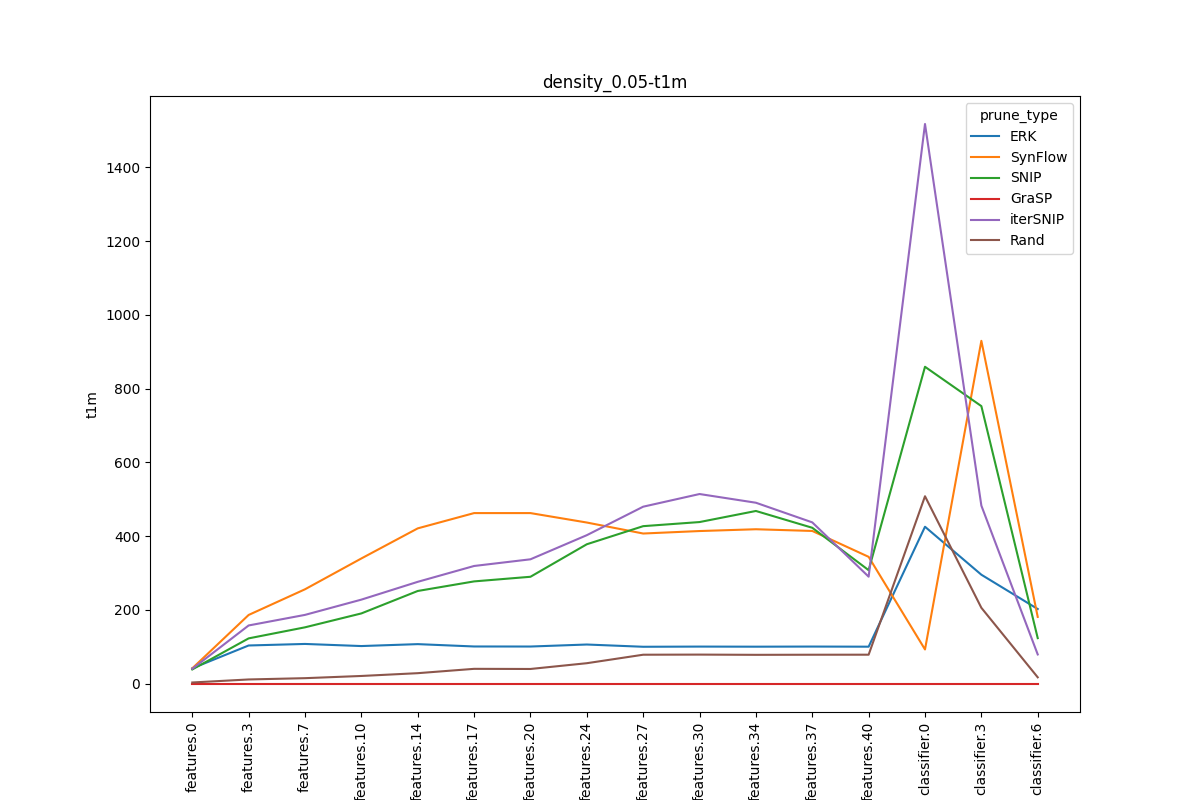 density_0.05-t1m
prune_type
ERK
SynFlow
SNIP
GraSP
iterSNIP
Rand
t1m
1400
1200
1000
800
600
400
200
0
features.0
features.3
features.7
features.10
features.14
features.17
features.20
features.24
features.27
features.30
features.34
features.37
features.40
classifier.0
classifier.3
classifier.6